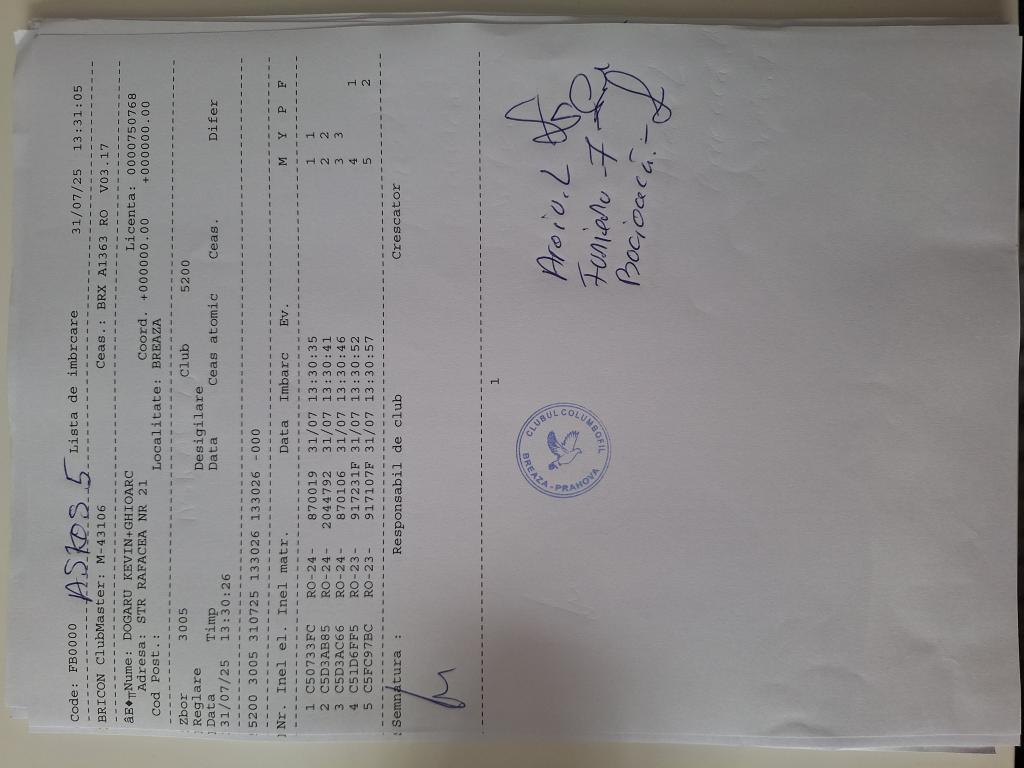 Code: FB0000 ASKOS 5 Lista de imbrcare 31/07/25 13:31:05
BRICON ClubMaster: M-43106 Ceas.: BRX A1363 RO V03.17
Nume: DOGARU KEVIN+GHIOARC Licenta: 0000750768
Adresa: STR RAFACEA NR 21 Coord. +000000.00 +000000.00
Cod Post.: Localitate: BREAZA
Zbor 3005 Club 5200
Reglare Desigilare
Data Timp Data Ceas atomic Ceas. Difer
31/07/25 13:30:26
5200 3005 310725 133026 133026 -000
Nr. Inel el. Inel matr. Data Imbarc Ev. M Y P F
1 C50733FC RO-24- 870019 31/07 13:30:35 1 1
2 C5D3AB85 RO-24- 2044792 31/07 13:30:41 2 2
3 C5D3AC66 RO-24- 870106 31/07 13:30:46 3 3
4 C51D6FF5 RO-23- 917231F 31/07 13:30:52 4 1
5 C5FC97BC RO-23- 917107F 31/07 13:30:57 5 2
Semnatura : Responsabil de club Crescator
1
CLUBUL COLUMBOFIL
BREAZA - PRAHOVA